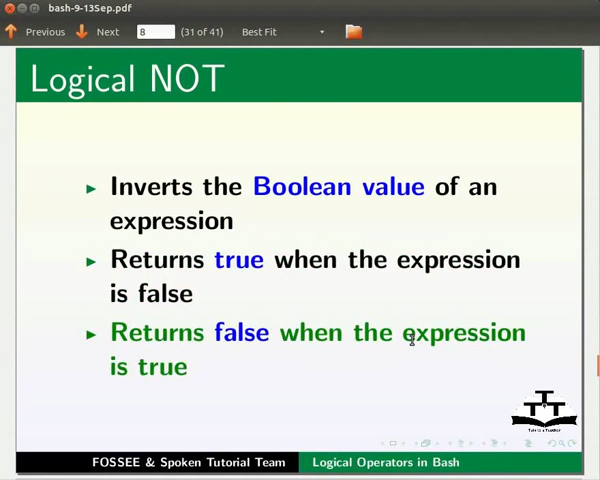 bash-9-13Sep.pdf
Previous Next 8 (31 of 41) Best Fit
Logical NOT
Inverts the Boolean value of an
expression
Returns true when the expression
is false
Returns false when the expression
is true
FOSSEE & Spoken Tutorial Team Logical Operators in Bash